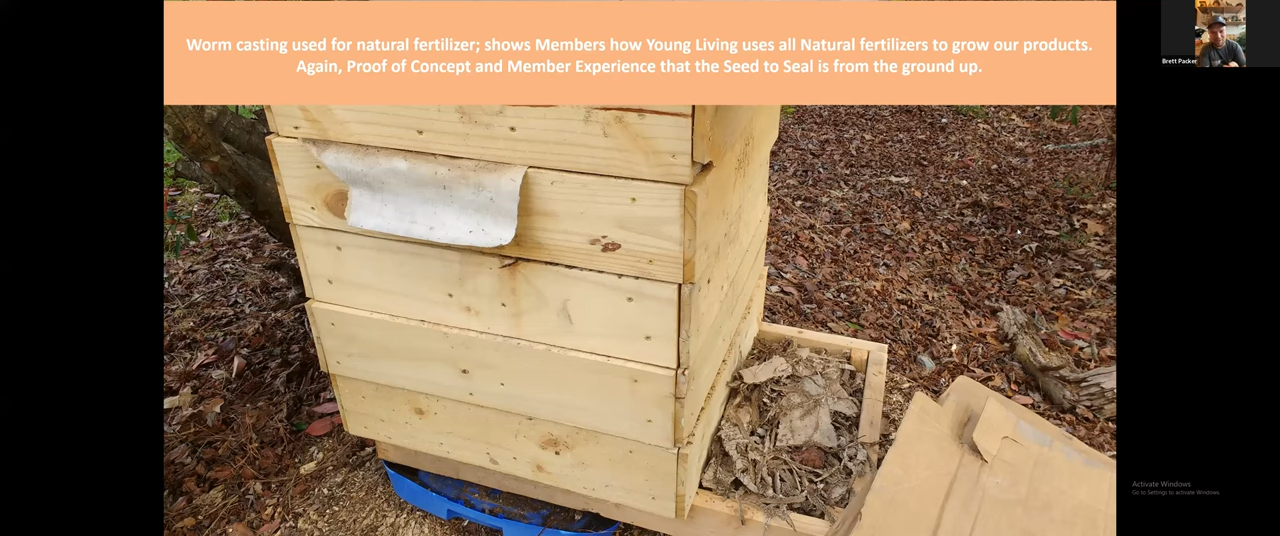 Worm casting used for natural fertilizer; shows Members how Young Living uses all Natural fertilizers to grow our products.
Again, Proof of Concept and Member Experience that the Seed to Seal is from the ground up.
Brett Packer
Activate Windows
Go to Settings to activate Windows.